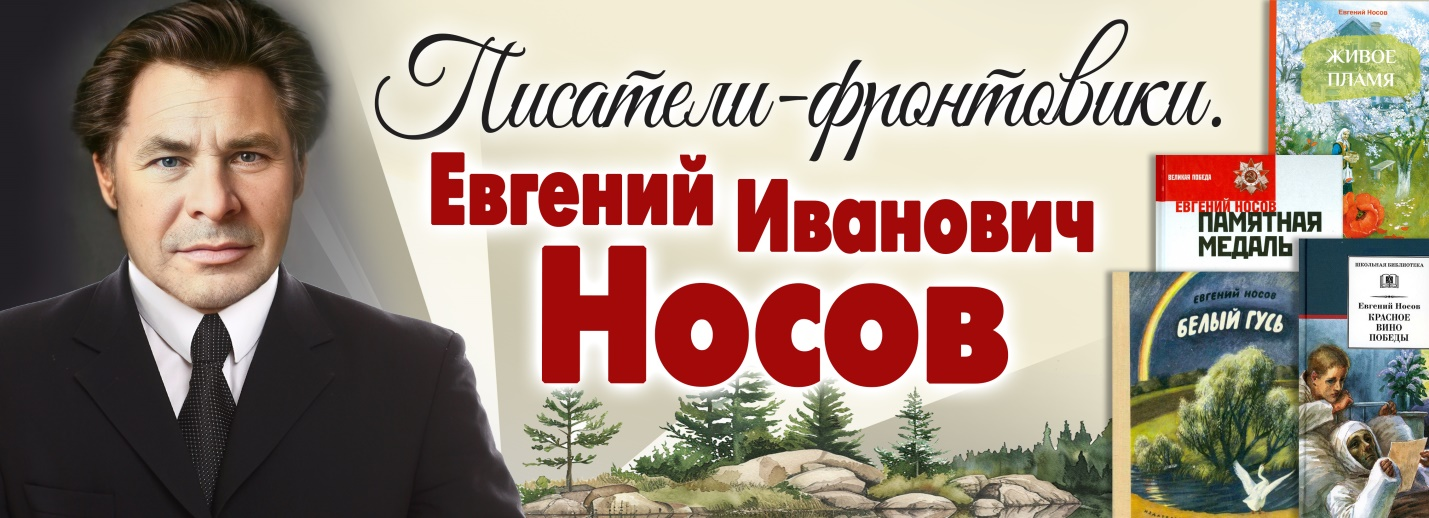 Писатели-фронтовики.
Евгений Иванович
Носов
Евгений Носов
ЖИВОЕ
ПЛАМЯ
ВЕЛИКАЯ ПОБЕДА
ЕВГЕНИЙ НОСОВ
ПАМЯТНАЯ
МЕДАЛЬ
ЕВГЕНИЙ НОСОВ
БЕЛЫЙ ГУСЬ
ШКОЛЬНАЯ БИБЛИОТЕКА
Евгений Носов
КРАСНОЕ
ВИНО
ПОБЕДЫ